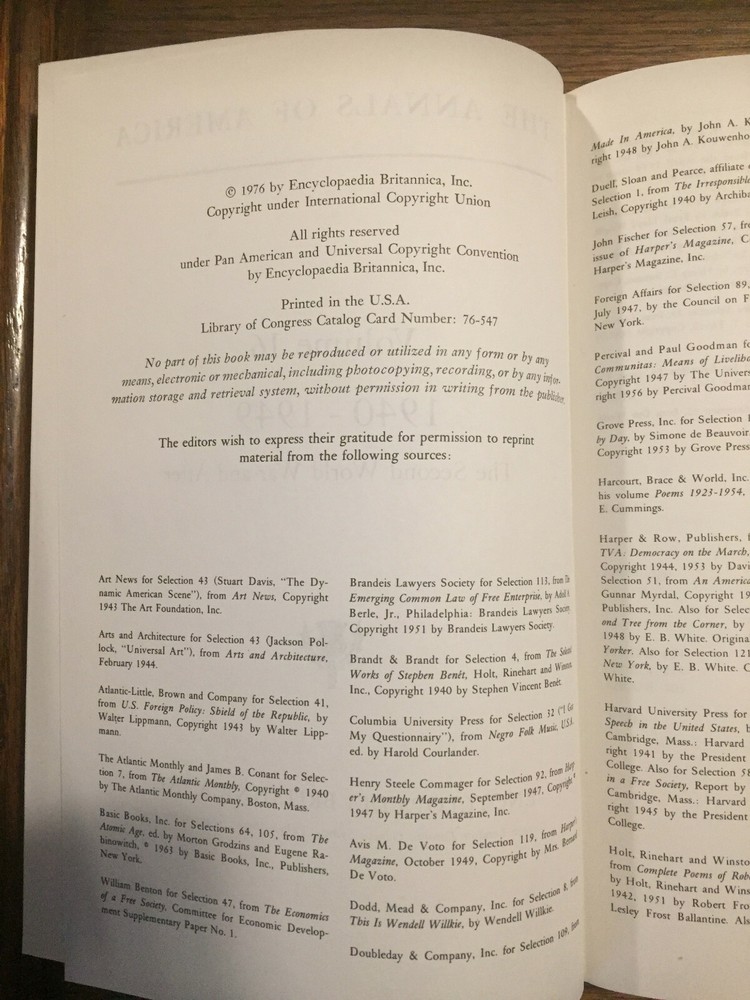 © 1976 by Encyclopaedia Britannica, Inc.
Copyright under International Copyright Union
All rights reserved
under Pan American and Universal Copyright Convention
by Encyclopaedia Britannica, Inc.
Printed in the U.S.A.
Library of Congress Catalog Card Number: 76-547
No part of this book may be reproduced or utilized in any form or by any
means, electronic or mechanical, including photocopying, recording, or by any infor-
mation storage and retrieval system, without permission in writing from the publisher.
The editors wish to express their gratitude for permission to reprint
material from the following sources:
Art News for Selection 43 (Stuart Davis, "The Dy-
namic American Scene"), from Art News, Copyright
1943 The Art Foundation, Inc.
Arts and Architecture for Selection 43 (Jackson Pol-
lock, "Universal Art"), from Arts and Architecture,
February 1944.
Atlantic-Little, Brown and Company for Selection 41,
from U.S. Foreign Policy: Shield of the Republic, by
Walter Lippmann, Copyright 1943 by Walter Lipp-
mann.
The Atlantic Monthly and James B. Conant for Selec-
tion 7, from The Atlantic Monthly, Copyright © 1940
by The Atlantic Monthly Company, Boston, Mass.
Basic Books, Inc. for Selections 64, 105, from The
Atomic Age, ed. by Morton Grodzins and Eugene Ra-
binowitch, © 1963 by Basic Books, Inc., Publishers,
New York.
William Benton for Selection 47, from The Economics
of a Free Society, Committee for Economic Develop-
ment Supplementary Paper No. 1.
Brandeis Lawyers Society for Selection 113, from The
Emerging Common Law of Free Enterprise, by Adolf A.
Berle, Jr., Philadelphia: Brandeis Lawyers Society
Copyright 1951 by Brandeis Lawyers Society.
Brandt & Brandt for Selection 4, from The Selected
Works of Stephen Benét, Holt, Rinehart and Winston
Inc., Copyright 1940 by Stephen Vincent Benét.
Columbia University Press for Selection 32 ("I Got
My Questionnairy"), from Negro Folk Music, U.S.A.
ed. by Harold Courlander.
Henry Steele Commager for Selection 92, from Harp-
er's Monthly Magazine, September 1947, Copyright
1947 by Harper's Magazine, Inc.
Avis M. De Voto for Selection 119, from Harper's
Magazine, October 1949, Copyright by Mrs. Bernard
De Voto.
Dodd, Mead & Company, Inc. for Selection 8, from
This Is Wendell Willkie, by Wendell Willkie.
Doubleday & Company, Inc. for Selection 109, from
Made In America, by John A. K
right 1948 by John A. Kouwenho
Duell, Sloan and Pearce, affiliate
Selection 1, from The Irresponsible
Leish, Copyright 1940 by Archiba
John Fischer for Selection 57, fr
issue of Harper's Magazine, C
Harper's Magazine, Inc.
Foreign Affairs for Selection 89,
July 1947, by the Council on F
New York.
Percival and Paul Goodman fo
Communitas: Means of Liveliho
Copyright 1947 by The Univer
right 1956 by Percival Goodma
Grove Press, Inc. for Selection
by Day, by Simone de Beauvoir
Copyright 1953 by Grove Press
Harcourt, Brace & World, Inc.
his volume Poems 1923-1954,
E. Cummings.
Harper & Row, Publishers, I
TVA: Democracy on the March,
Copyright 1944, 1953 by Davi
Selection 51, from An America
Gunnar Myrdal, Copyright 19
Publishers, Inc. Also for Selec
ond Tree from the Corner, by
1948 by E. B. White. Origina
Yorker. Also for Selection 121
New York, by E. B. White. C
White.
Harvard University Press for
Speech in the United States, b
Cambridge, Mass.: Harvard
right 1941 by the President
College. Also for Selection 58
in a Free Society, Report by
Cambridge, Mass.: Harvard
right 1945 by the President
College.
Holt, Rinehart and Winsto
from Complete Poems of Rob
by Holt, Rinehart and Wins
1942, 1951 by Robert Fro
Lesley Frost Ballantine. Als